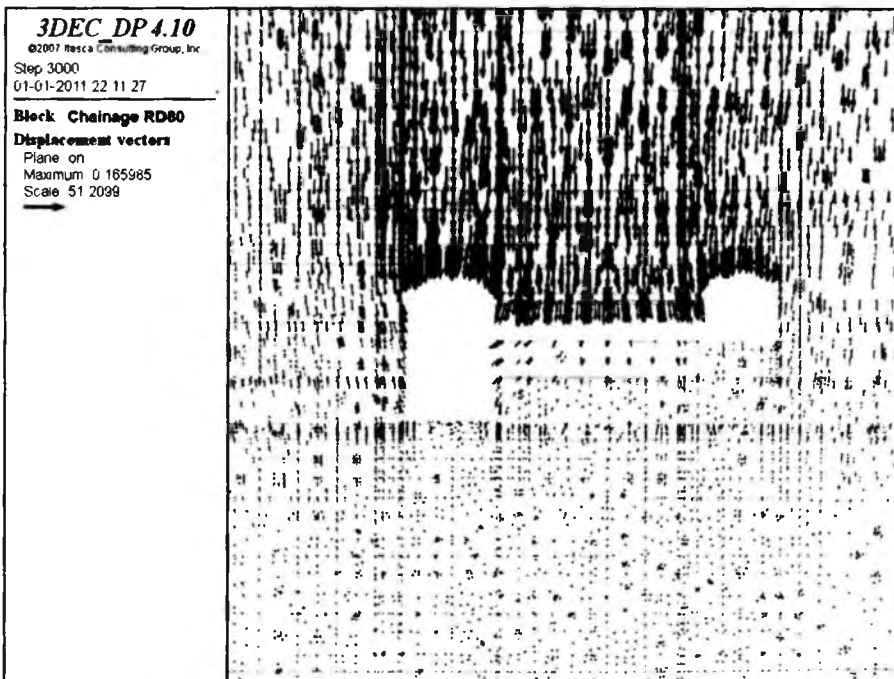 3DEC_DP 4.10
©2007 Itasca Consulting Group, Inc.
Step 3000
01-01-2011 22 11 27
Block Chainage RD80
Displacement vectors
Plane on
Maximum 0 165985
Scale 51 2099